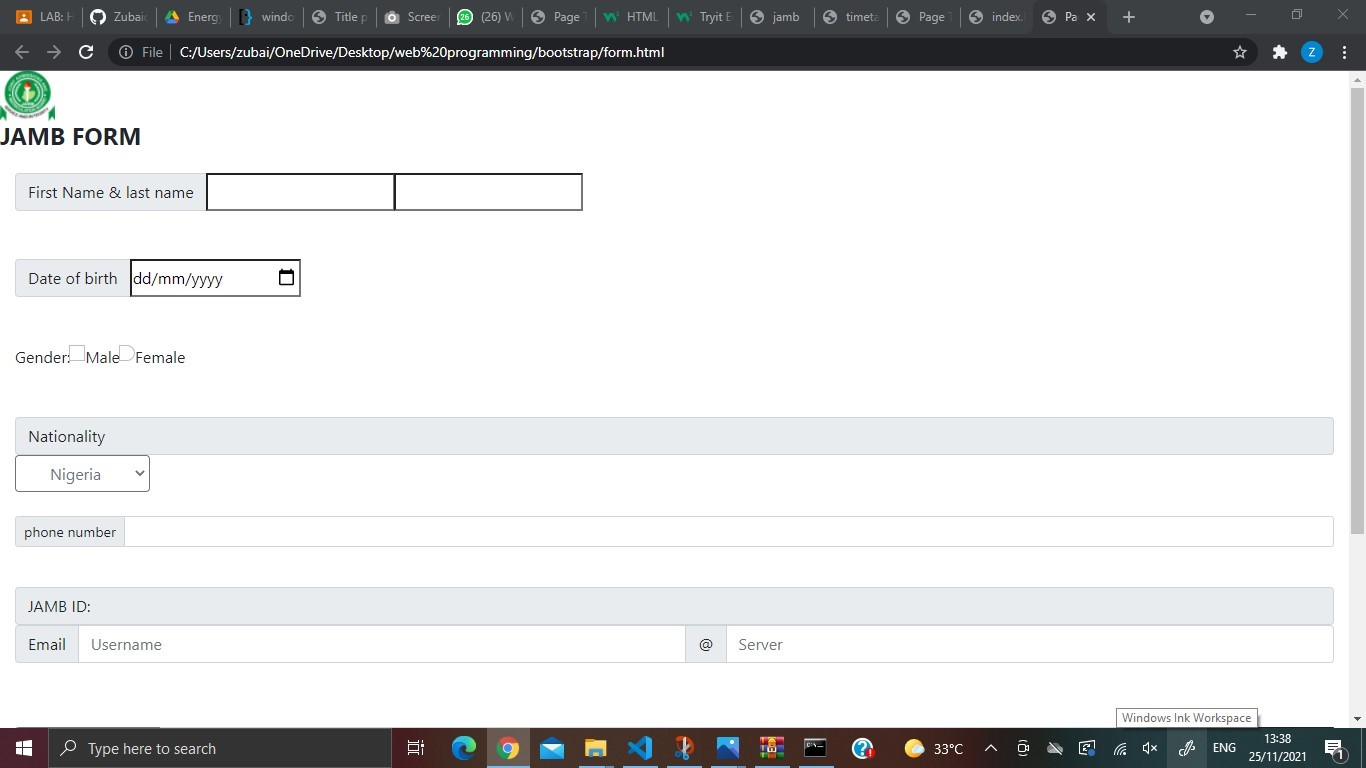 LAB: H Zubaid Energy windo Title p Screer (26) W Page T HTML Tryit E jamb timeta Page T index. Pa
File C:/Users/zubai/OneDrive/Desktop/web%20programming/bootstrap/form.html Z
JAMB FORM
First Name & last name
Date of birth dd/mm/yyyy
Gender: Male Female
Nationality
Nigeria
phone number
JAMB ID:
Email Username @ Server
Windows Ink Workspace
Type here to search 33°C ENG 13:38
25/11/2021 1